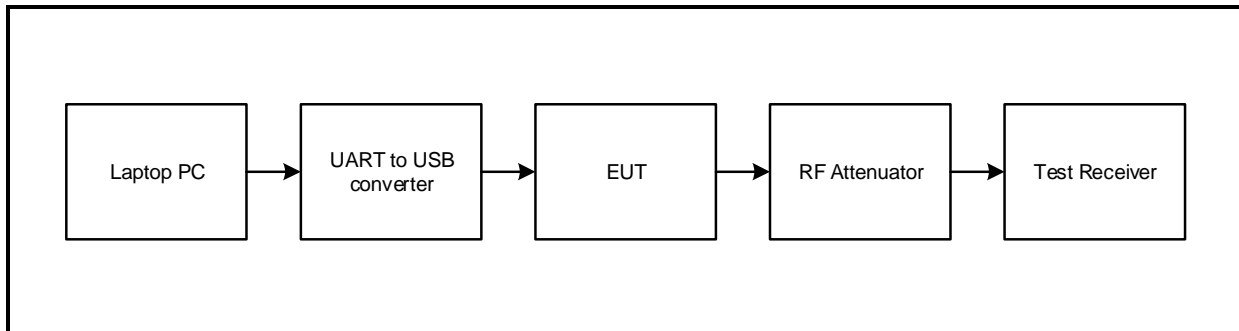 Laptop PC
UART to USB
converter
EUT
RF Attenuator
Test Receiver